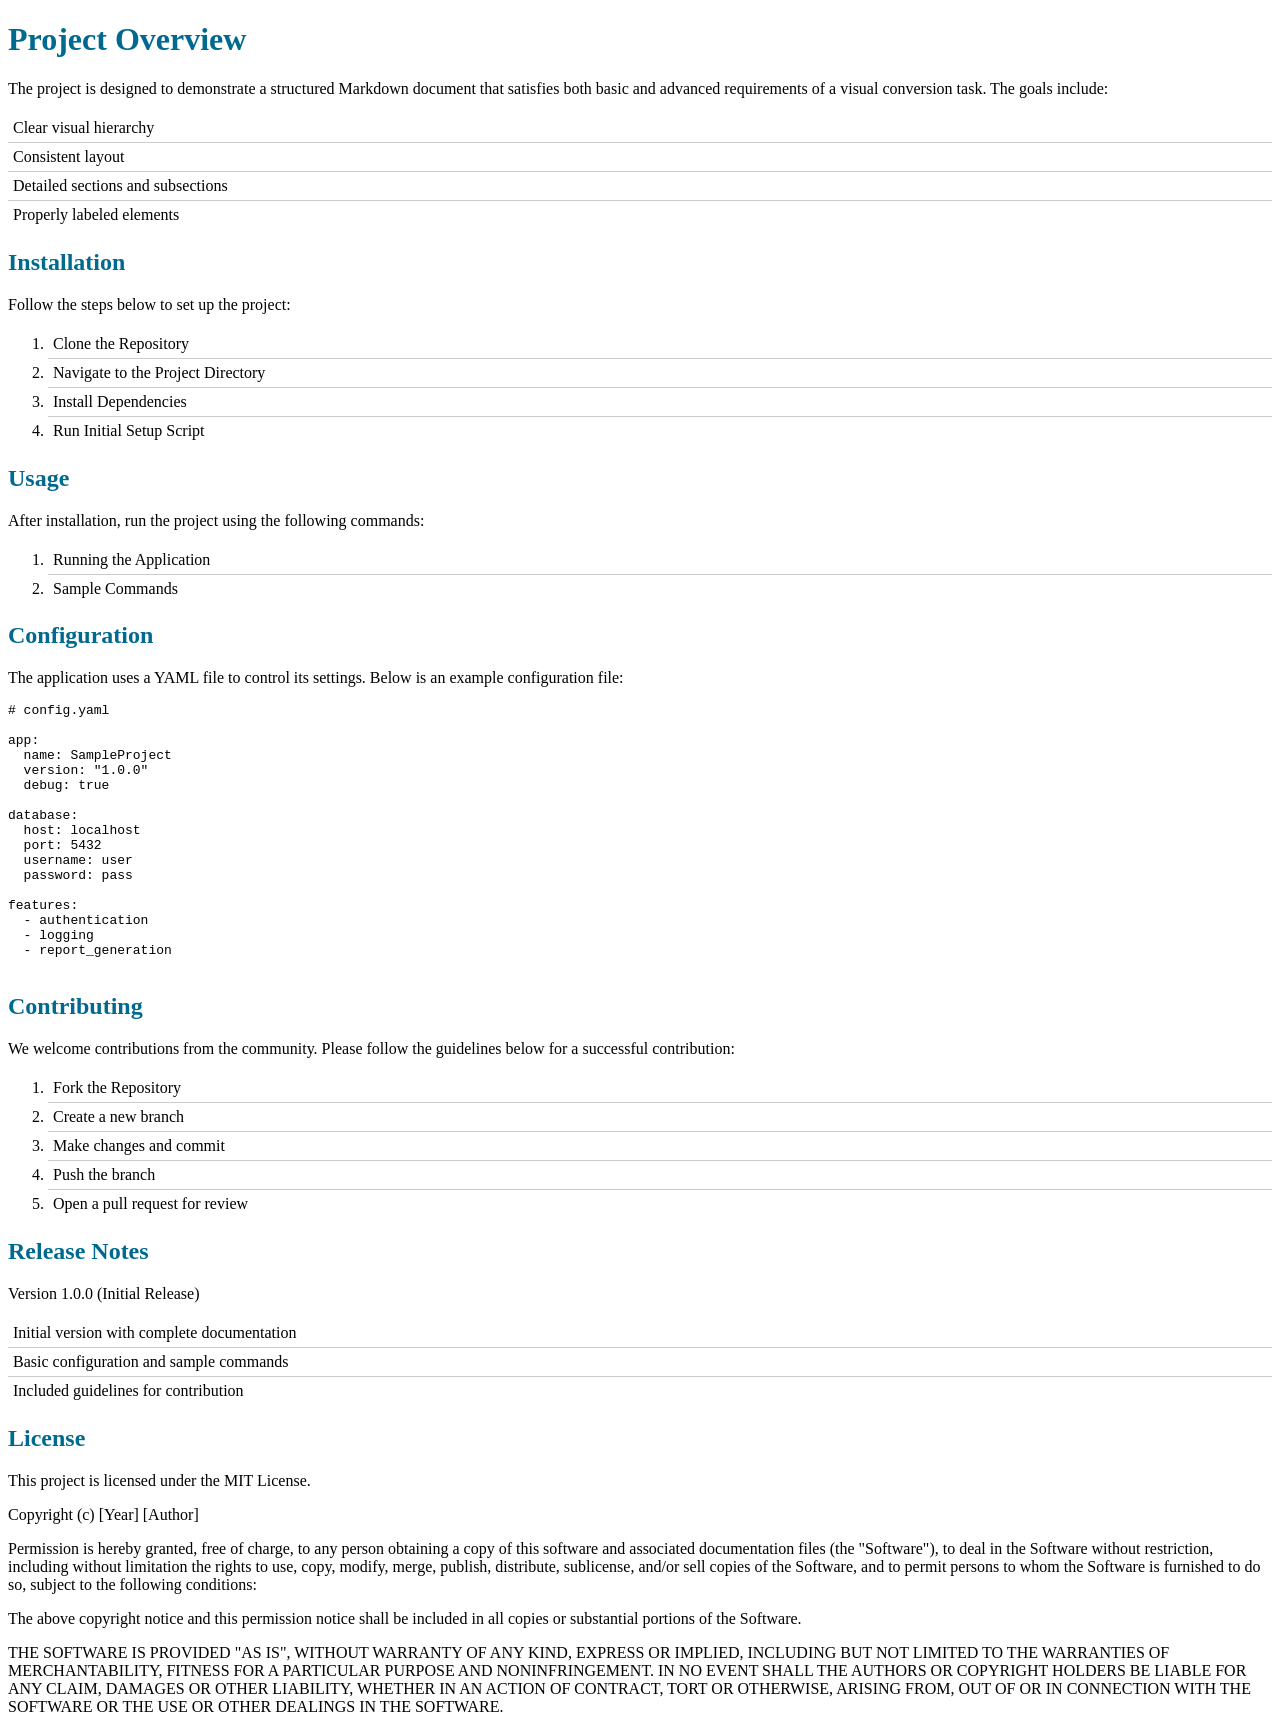 Project Overview
The project is designed to demonstrate a structured Markdown document that satisfies both basic and advanced requirements of a visual conversion task. The goals include:
Clear visual hierarchy
Consistent layout
Detailed sections and subsections
Properly labeled elements
Installation
Follow the steps below to set up the project:
1. Clone the Repository
2. Navigate to the Project Directory
3. Install Dependencies
4. Run Initial Setup Script
Usage
After installation, run the project using the following commands:
1. Running the Application
2. Sample Commands
Configuration
The application uses a YAML file to control its settings. Below is an example configuration file:
# config.yaml
app:
  name: SampleProject
  version: "1.0.0"
  debug: true
database:
  host: localhost
  port: 5432
  username: user
  password: pass
features:
  - authentication
  - logging
  - report_generation
Contributing
We welcome contributions from the community. Please follow the guidelines below for a successful contribution:
1. Fork the Repository
2. Create a new branch
3. Make changes and commit
4. Push the branch
5. Open a pull request for review
Release Notes
Version 1.0.0 (Initial Release)
Initial version with complete documentation
Basic configuration and sample commands
Included guidelines for contribution
License
This project is licensed under the MIT License.
Copyright (c) [Year] [Author]
Permission is hereby granted, free of charge, to any person obtaining a copy of this software and associated documentation files (the "Software"), to deal in the Software without restriction,
including without limitation the rights to use, copy, modify, merge, publish, distribute, sublicense, and/or sell copies of the Software, and to permit persons to whom the Software is furnished to do
so, subject to the following conditions:
The above copyright notice and this permission notice shall be included in all copies or substantial portions of the Software.
THE SOFTWARE IS PROVIDED "AS IS", WITHOUT WARRANTY OF ANY KIND, EXPRESS OR IMPLIED, INCLUDING BUT NOT LIMITED TO THE WARRANTIES OF
MERCHANTABILITY, FITNESS FOR A PARTICULAR PURPOSE AND NONINFRINGEMENT. IN NO EVENT SHALL THE AUTHORS OR COPYRIGHT HOLDERS BE LIABLE FOR
ANY CLAIM, DAMAGES OR OTHER LIABILITY, WHETHER IN AN ACTION OF CONTRACT, TORT OR OTHERWISE, ARISING FROM, OUT OF OR IN CONNECTION WITH THE
SOFTWARE OR THE USE OR OTHER DEALINGS IN THE SOFTWARE.